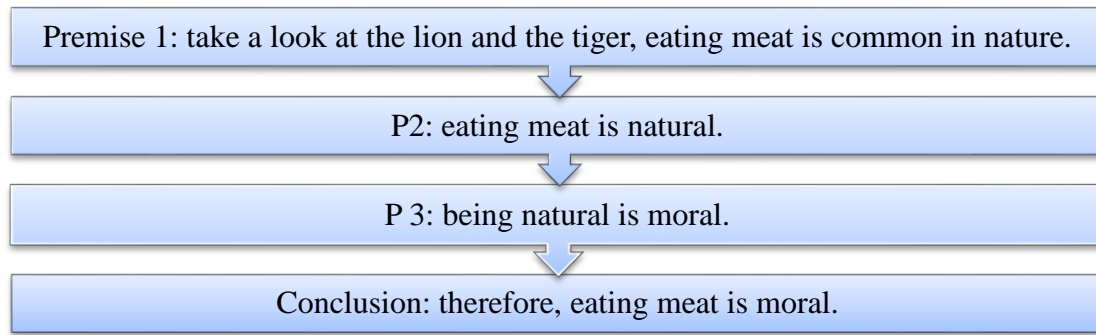 Premise 1: take a look at the lion and the tiger, eating meat is common in nature.
P2: eating meat is natural.
P 3: being natural is moral.
Conclusion: therefore, eating meat is moral.